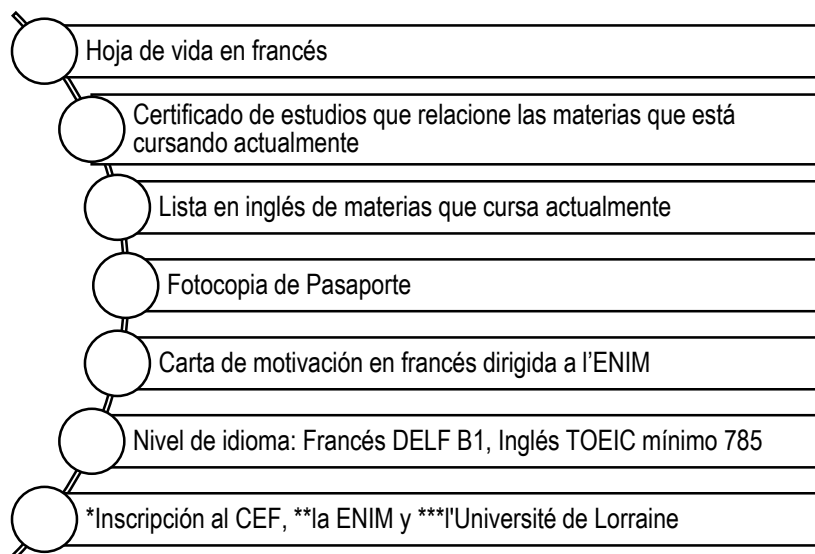 Hoja de vida en francés
Certificado de estudios que relacione las materias que está
cursando actualmente
Lista en inglés de materias que cursa actualmente
Fotocopia de Pasaporte
Carta de motivación en francés dirigida a l’ENIM
Nivel de idioma: Francés DELF B1, Inglés TOEIC mínimo 785
*Inscripción al CEF, **la ENIM y ***l'Université de Lorraine